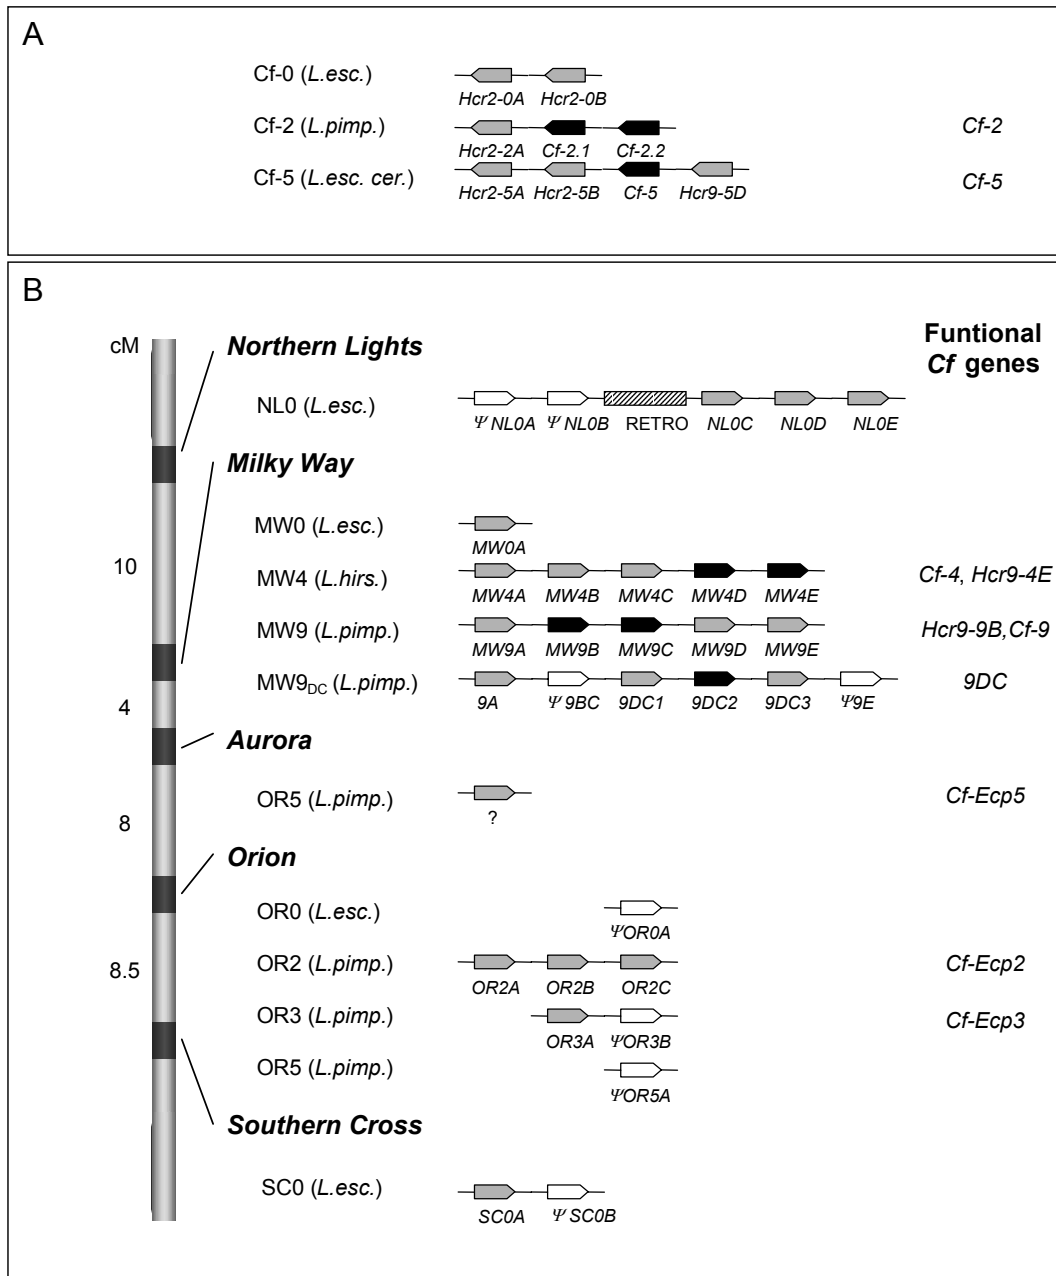 A
Cf-0 (L.esc.)
Hcr2-0A Hcr2-0B
Cf-2 (L.pimp.) Cf-2
Hcr2-2A Cf-2.1 Cf-2.2
Cf-5 (L.esc. cer.) Cf-5
Hcr2-5A Hcr2-5B Cf-5 Hcr9-5D
B
cM
Northern Lights
Funtional
Cf genes
NL0 (L.esc.)
Ψ NL0A Ψ NL0B RETRO NL0C NL0D NL0E
Milky Way
MW0 (L.esc.)
MW0A
10
MW4 (L.hirs.) Cf-4, Hcr9-4E
MW4A MW4B MW4C MW4D MW4E
MW9 (L.pimp.) Hcr9-9B,Cf-9
MW9A MW9B MW9C MW9D MW9E
MW9DC (L.pimp.) 9DC
9A Ψ 9BC 9DC1 9DC2 9DC3 Ψ9E
4
Aurora
OR5 (L.pimp.) Cf-Ecp5
?
8
Orion
OR0 (L.esc.)
ΨOR0A
OR2 (L.pimp.) Cf-Ecp2
8.5
OR2A OR2B OR2C
OR3 (L.pimp.) Cf-Ecp3
OR3A ΨOR3B
OR5 (L.pimp.)
ΨOR5A
Southern Cross
SC0 (L.esc.)
SC0A Ψ SC0B